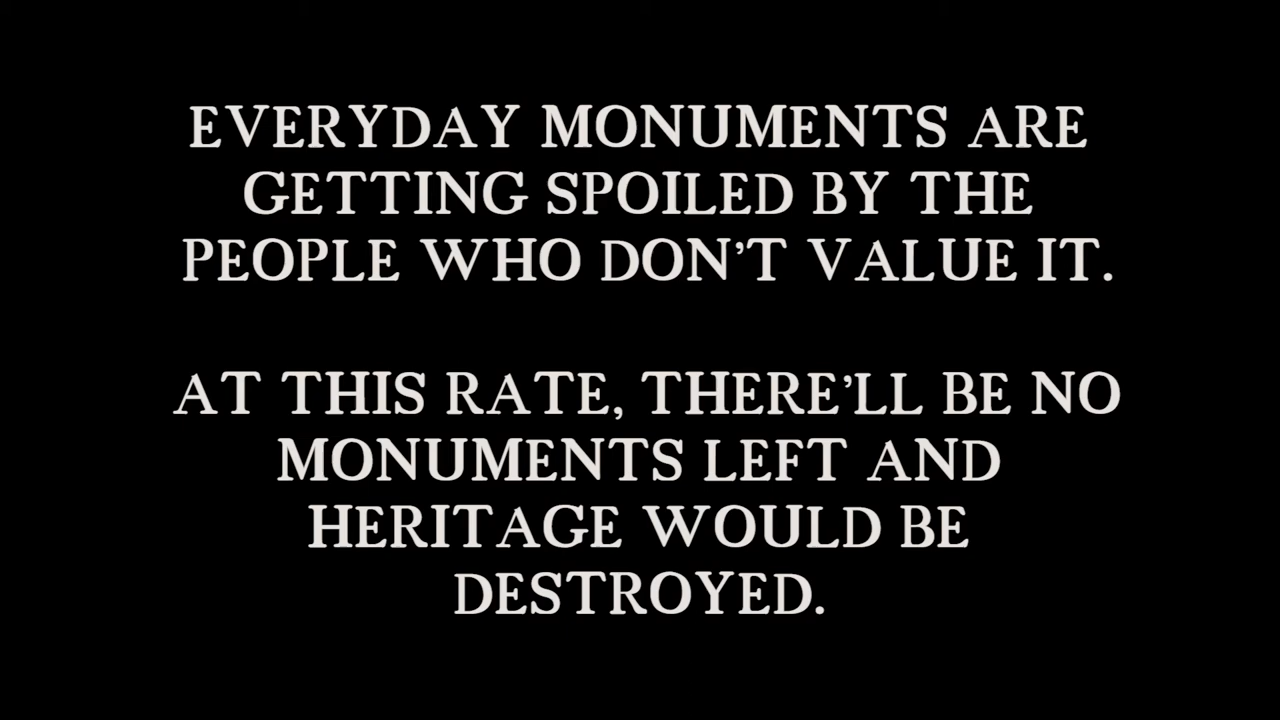 EVERYDAY MONUMENTS ARE
GETTING SPOILED BY THE
PEOPLE WHO DON'T VALUE IT.
AT THIS RATE, THERE'LL BE NO
MONUMENTS LEFT AND
HERITAGE WOULD BE
DESTROYED.